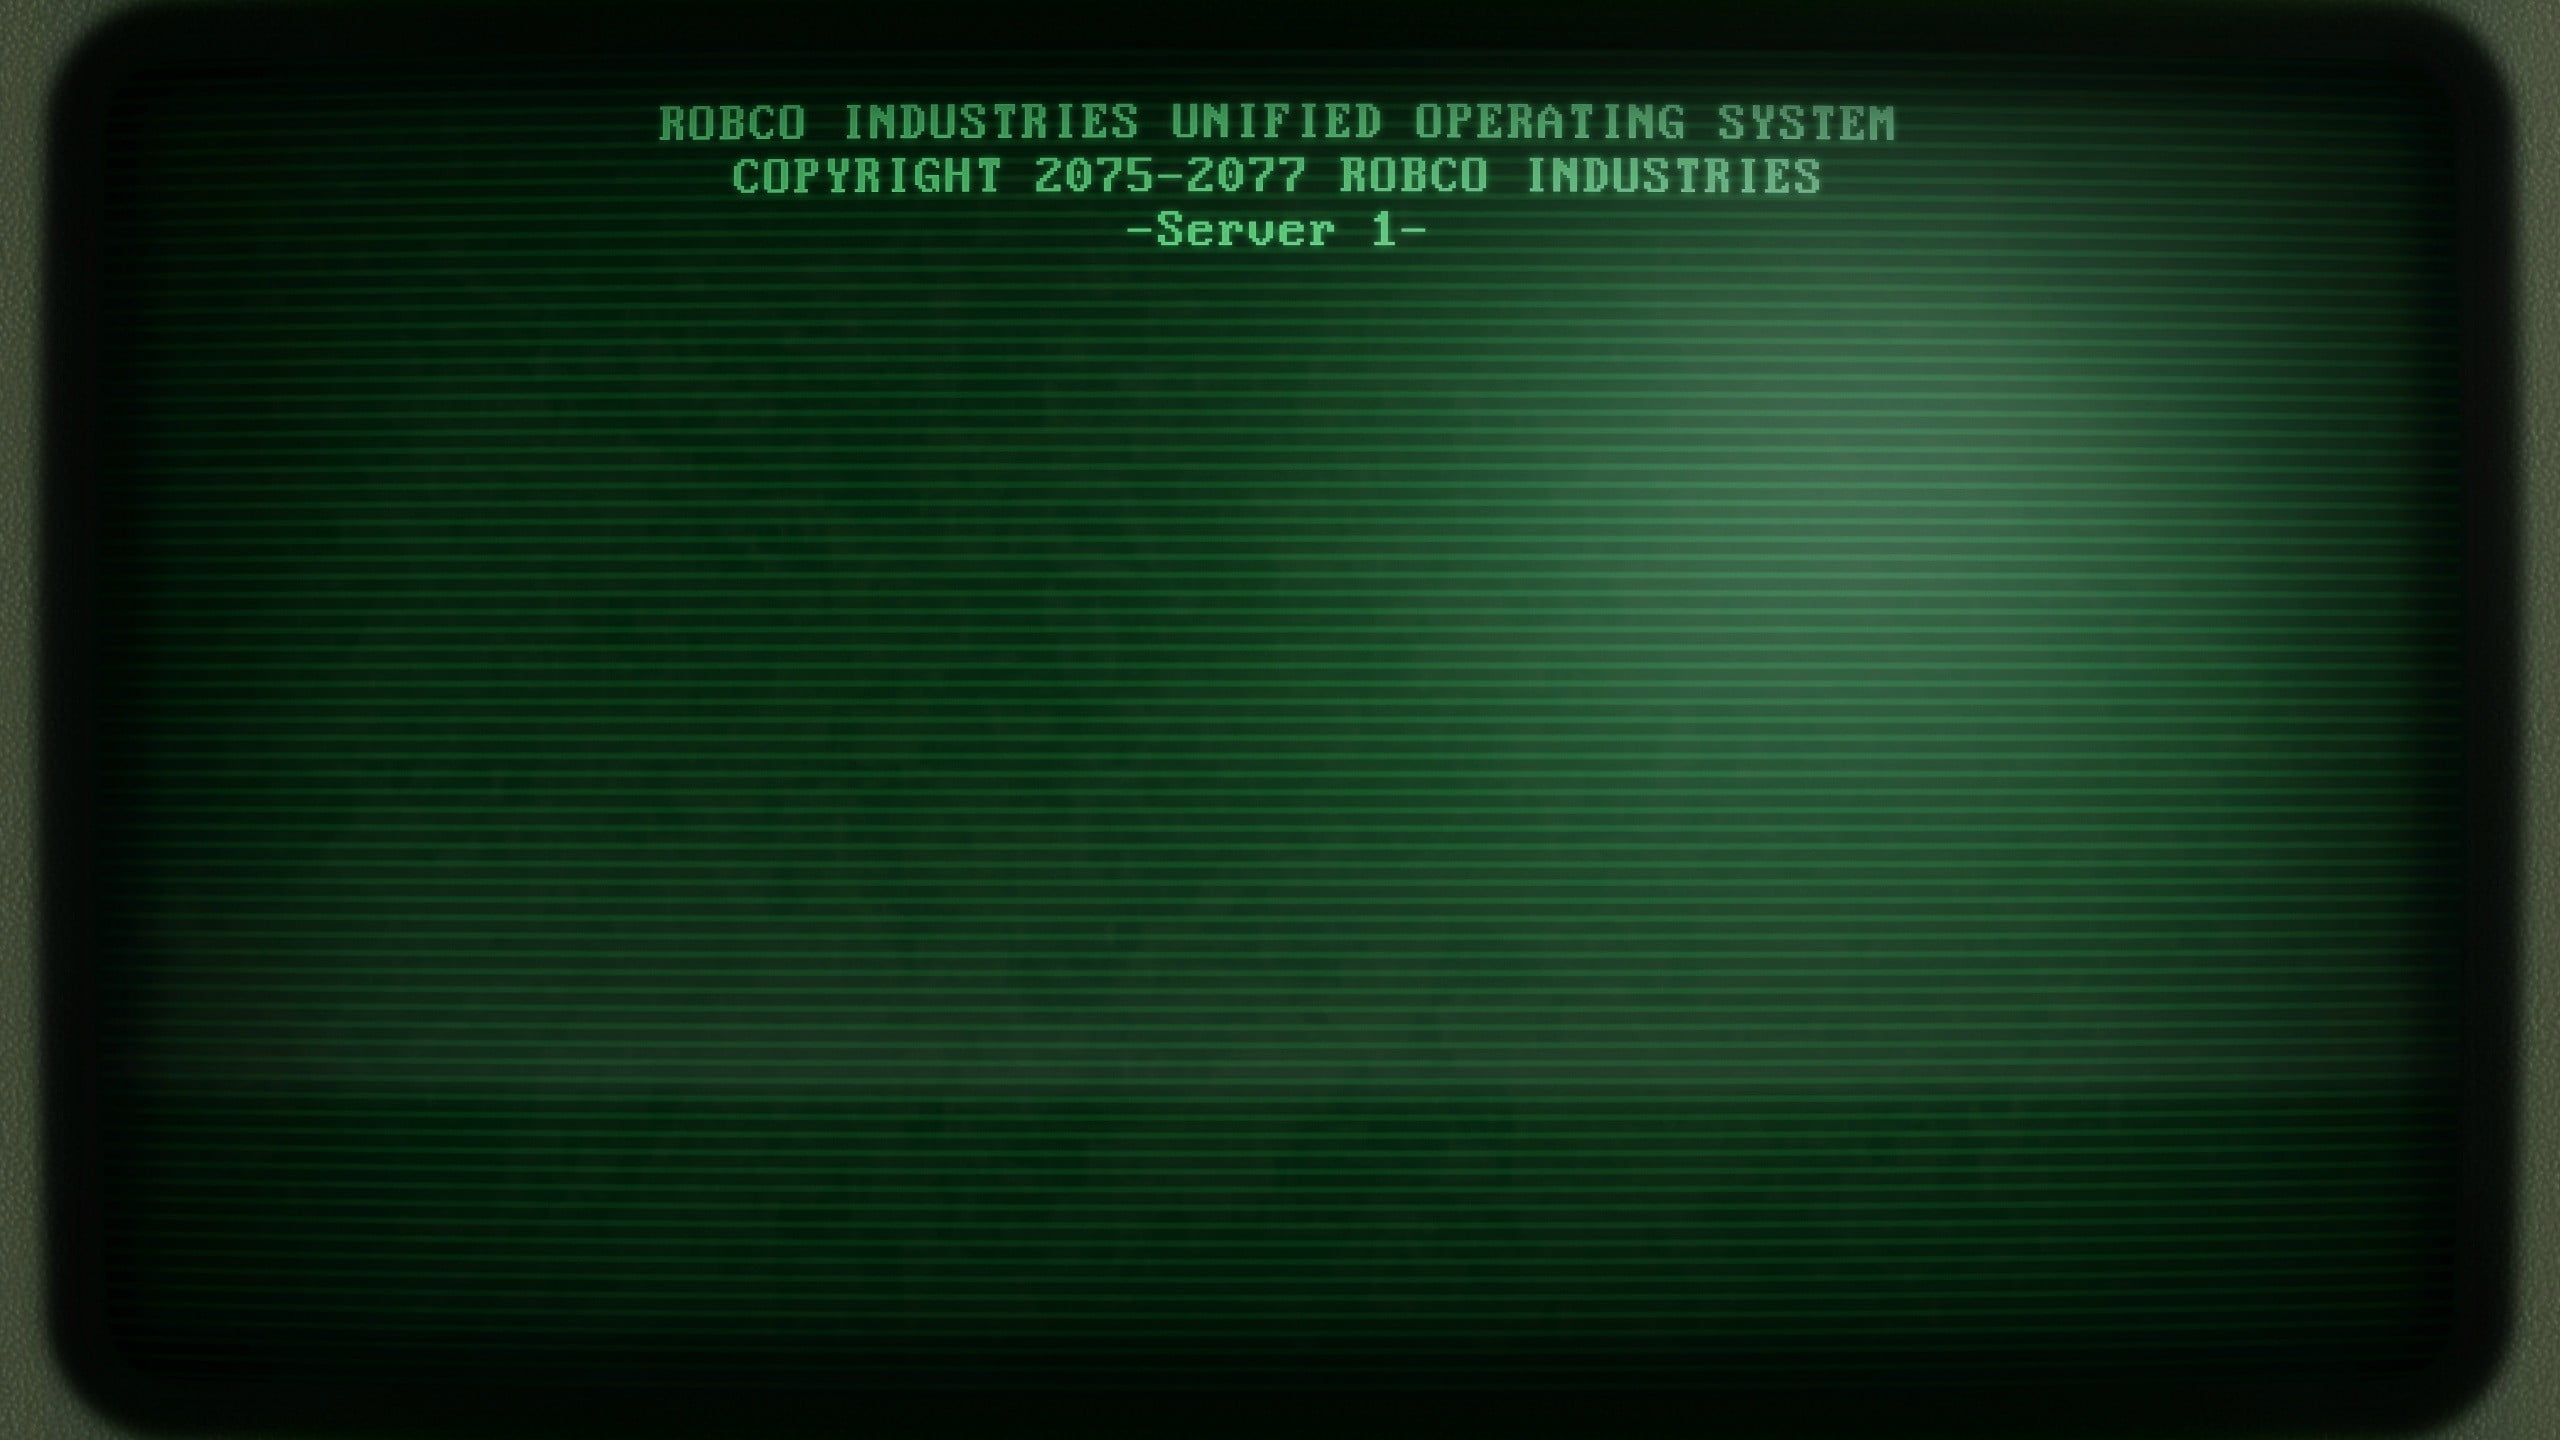 ROBCO INDUSTRIES UNIFIED OPERATING SYSTEM
COPYRIGHT 2075-2077 ROBCO INDUSTRIES
-Server 1-